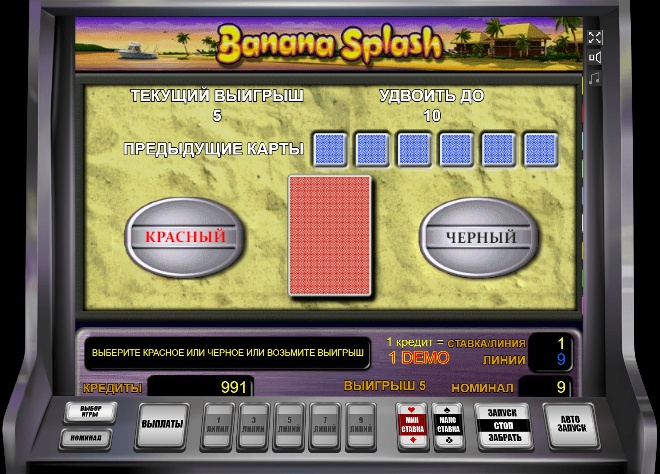 Banana Splash
ТЕКУЩИЙ ВЫИГРЫШ
5
УДВОИТЬ ДО
10
ПРЕДЫДУЩИЕ КАРТЫ
КРАСНЫЙ
ЧЕРНЫЙ
ВЫБЕРИТЕ КРАСНОЕ ИЛИ ЧЕРНОЕ ИЛИ ВОЗЬМИТЕ ВЫИГРЫШ
1 кредит =
1 DEMO
СТАВКА/ЛИНИЯ 1
ЛИНИИ 9
КРЕДИТЫ 991
ВЫИГРЫШ 5
НОМИНАЛ 9
ВЫБОР
ИГРЫ
НОМИНАЛ
ВЫПЛАТЫ
1
ЛИНИЯ
3
ЛИНИИ
5
ЛИНИЙ
7
ЛИНИЙ
9
ЛИНИЙ
МИН
СТАВКА
МАКС
СТАВКА
ЗАПУСК
СТОП
ЗАБРАТЬ
АВТО
ЗАПУСК